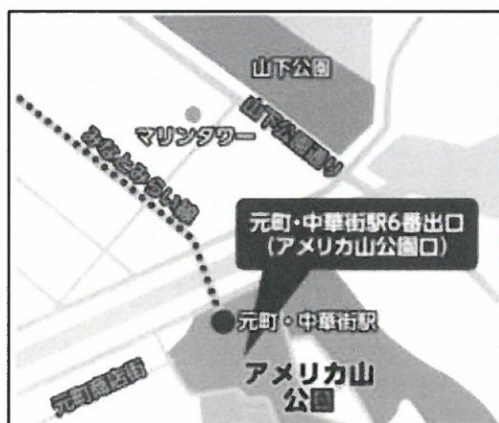 山下公園
山下公園通り
マリンタワー
みなとみらい線
元町・中華街駅6番出口
(アメリカ山公園口)
元町・中華街駅
アメリカ山
公園
元町商店街